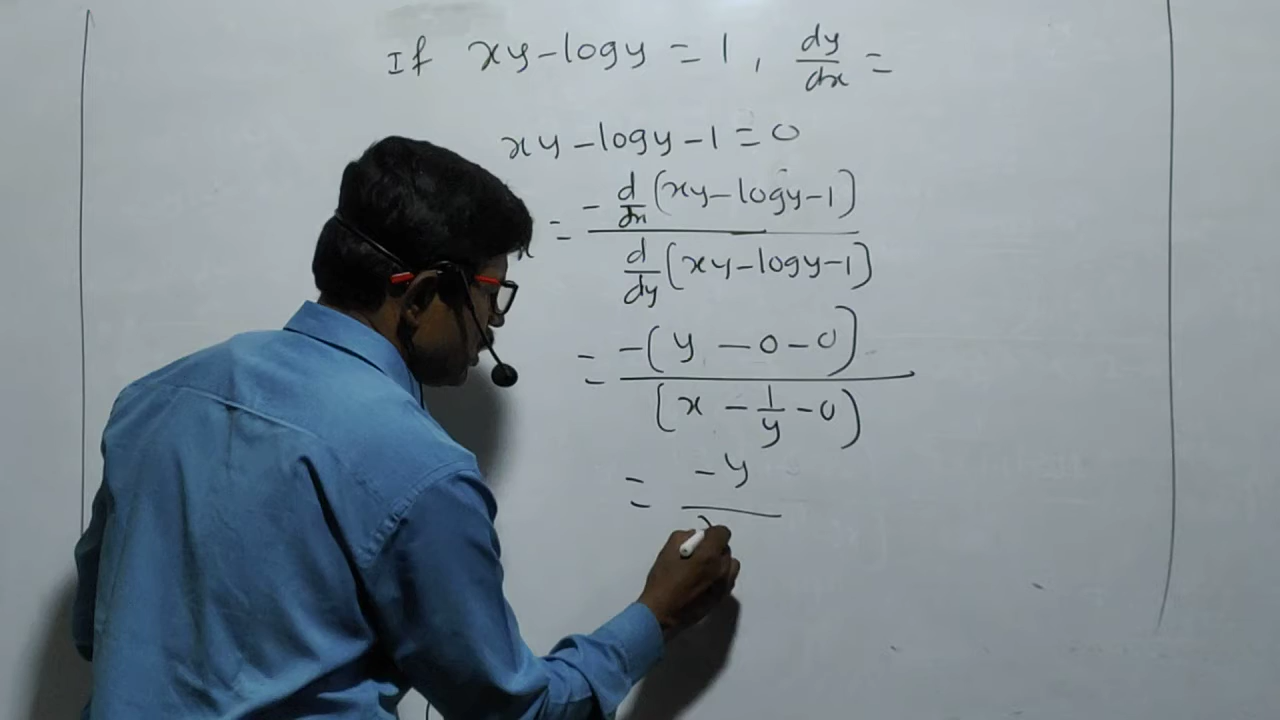 If xy - log y = 1 , dy/dx =
xy - log y - 1 = 0
x = - d/dx (xy - log y - 1) / d/dy (xy - log y - 1)
= -(y - 0 - 0) / (x - 1/y - 0)
= -y /